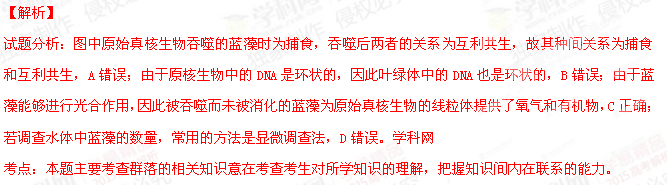 【解析】
试题分析：图中原始真核生物吞噬的蓝藻时为捕食，吞噬后两者的关系为互利共生，故其种间关系为捕食
和互利共生，A错误；由于原核生物中的DNA是环状的，因此叶绿体中的DNA也是环状的，B错误；由于蓝
藻能够进行光合作用，因此被吞噬而未被消化的蓝藻为原始真核生物的线粒体提供了氧气和有机物，C正确；
若调查水体中蓝藻的数量，常用的方法是显微调查法，D错误。学科网
考点：本题主要考查群落的相关知识意在考查考生对所学知识的理解，把握知识间内在联系的能力。